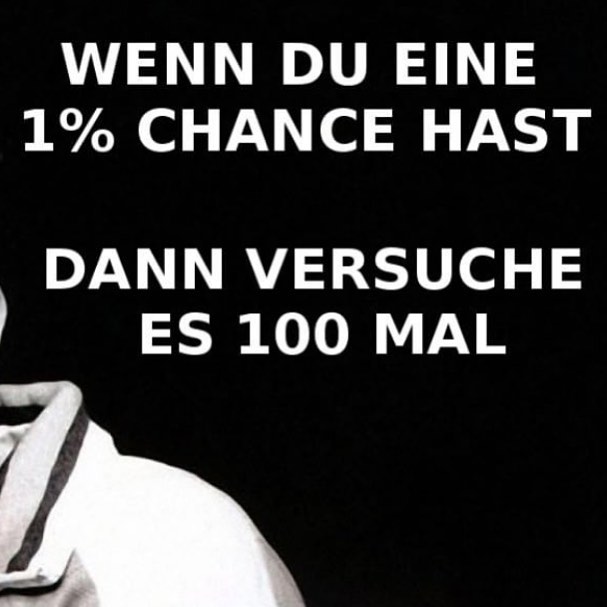 WENN DU EINE
1% CHANCE HAST
DANN VERSUCHE
ES 100 MAL